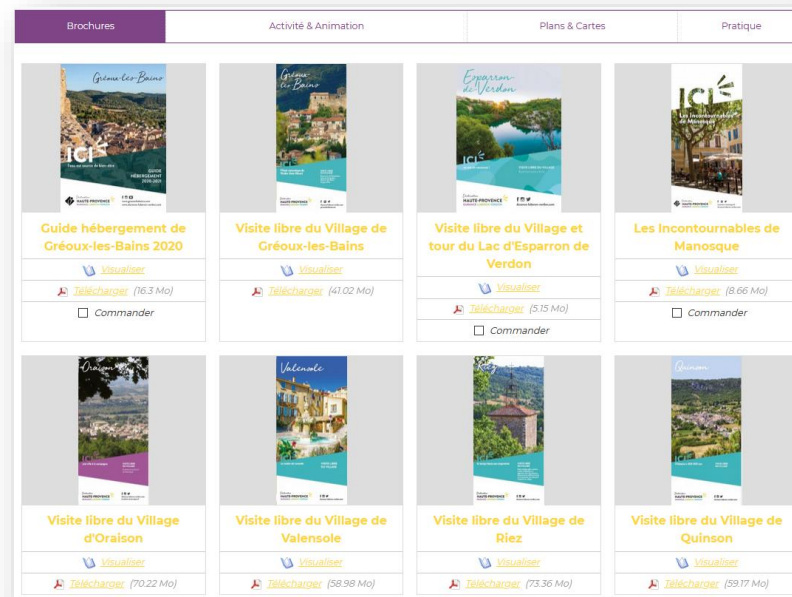 Brochures
Activité & Animation
Plans & Cartes
Pratique
Gréoux-les-Bains
ICI
GUIDE
HÉBERGEMENT
2020-2021
HAUTE-PROVENCE
Gréoux-
les-Bains
Esparron-
de-Verdon
ICI
HAUTE-PROVENCE
ICI
Les Incontournables
de Manosque
Guide hébergement de
Gréoux-les-Bains 2020
Visualiser
Télécharger (16.3 Mo)
Commander
Visite libre du Village de
Gréoux-les-Bains
Visualiser
Télécharger (41.02 Mo)
Visite libre du Village et
tour du Lac d'Esparron de
Verdon
Visualiser
Télécharger (5.15 Mo)
Commander
Les Incontournables de
Manosque
Visualiser
Télécharger (8.66 Mo)
Commander
Oraison
Valensole
Riez
Quinson
Visite libre du Village
d'Oraison
Visualiser
Télécharger (70.22 Mo)
Visite libre du Village de
Valensole
Visualiser
Télécharger (58.98 Mo)
Visite libre du Village de
Riez
Visualiser
Télécharger (73.36 Mo)
Visite libre du Village de
Quinson
Visualiser
Télécharger (59.17 Mo)